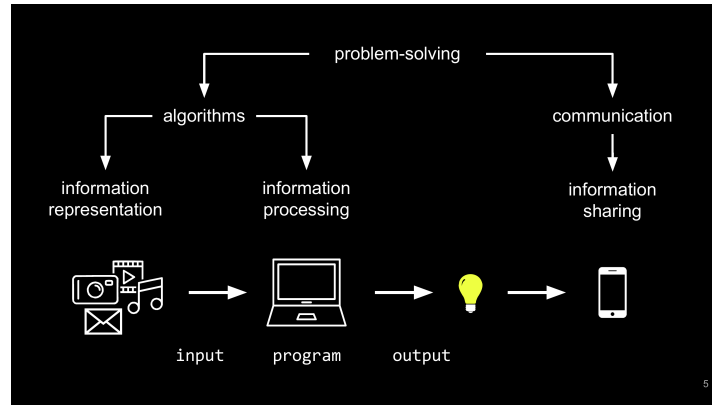 problem-solving
algorithms
communication
information
representation
information
processing
information
sharing
input
program
output
5